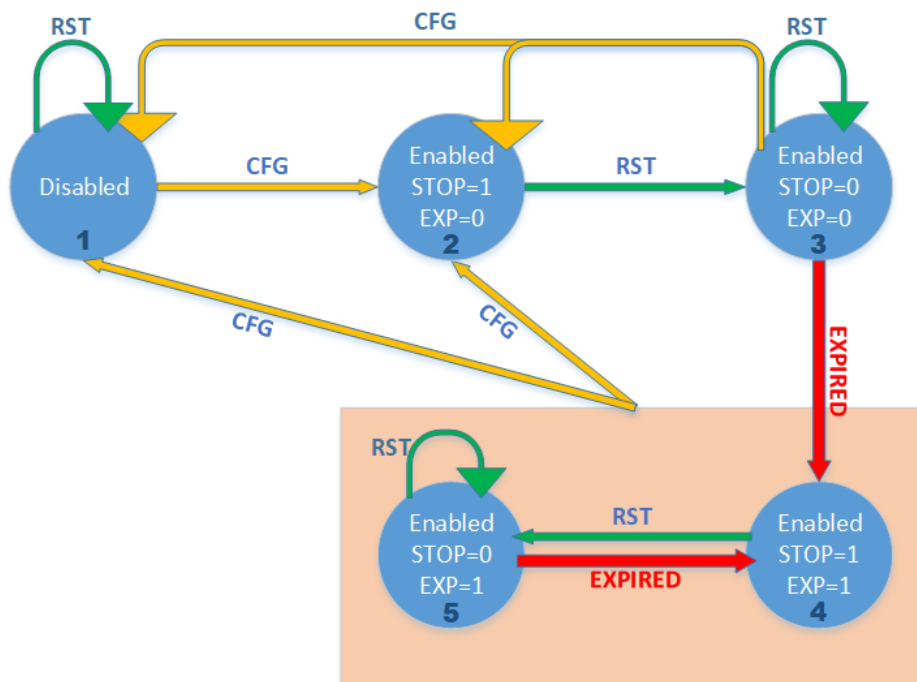 CFG
RST
RST
Disabled
1
CFG
Enabled
STOP=1
EXP=0
2
RST
Enabled
STOP=0
EXP=0
3
CFG
CFG
EXPIRED
RST
Enabled
STOP=0
EXP=1
5
RST
EXPIRED
Enabled
STOP=1
EXP=1
4